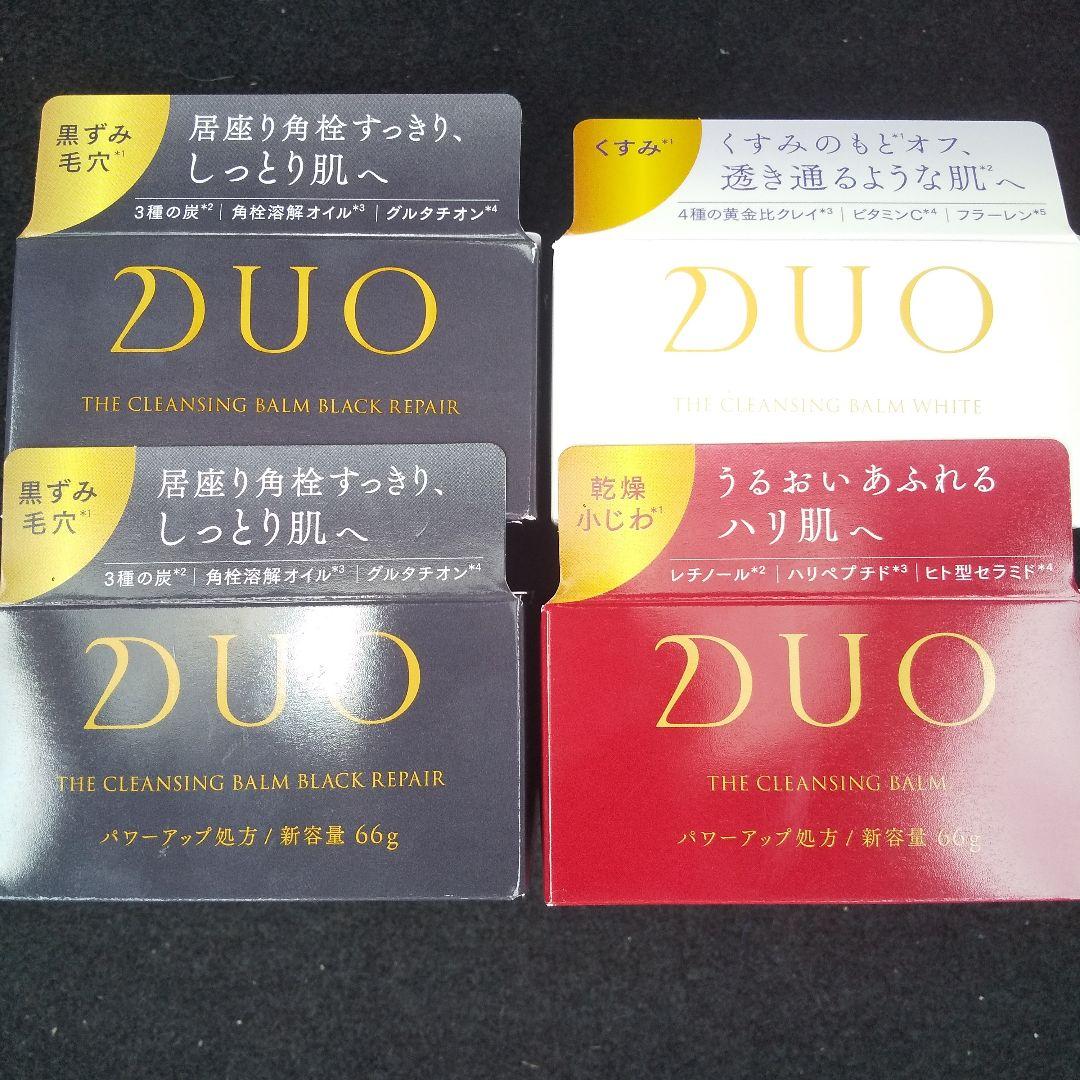 黒ずみ
毛穴*1
居座り角栓すっきり、
しっとり肌へ
3種の炭*2 | 角栓溶解オイル*3 | グルタチオン*4
DUO
THE CLEANSING BALM BLACK REPAIR
くすみ*1
くすみのもと*1オフ、
透き通るような肌*2へ
4種の黄金比クレイ*3 | ビタミンC*4 | フラーレン*5
DUO
THE CLEANSING BALM WHITE
黒ずみ
毛穴*1
居座り角栓すっきり、
しっとり肌へ
3種の炭*2 | 角栓溶解オイル*3 | グルタチオン*4
DUO
THE CLEANSING BALM BLACK REPAIR
パワーアップ処方 / 新容量 66g
乾燥
小じわ*1
うるおいあふれる
ハリ肌へ
レチノール*2 | ハリペプチド*3 | ヒト型セラミド*4
DUO
THE CLEANSING BALM
パワーアップ処方 / 新容量 66g